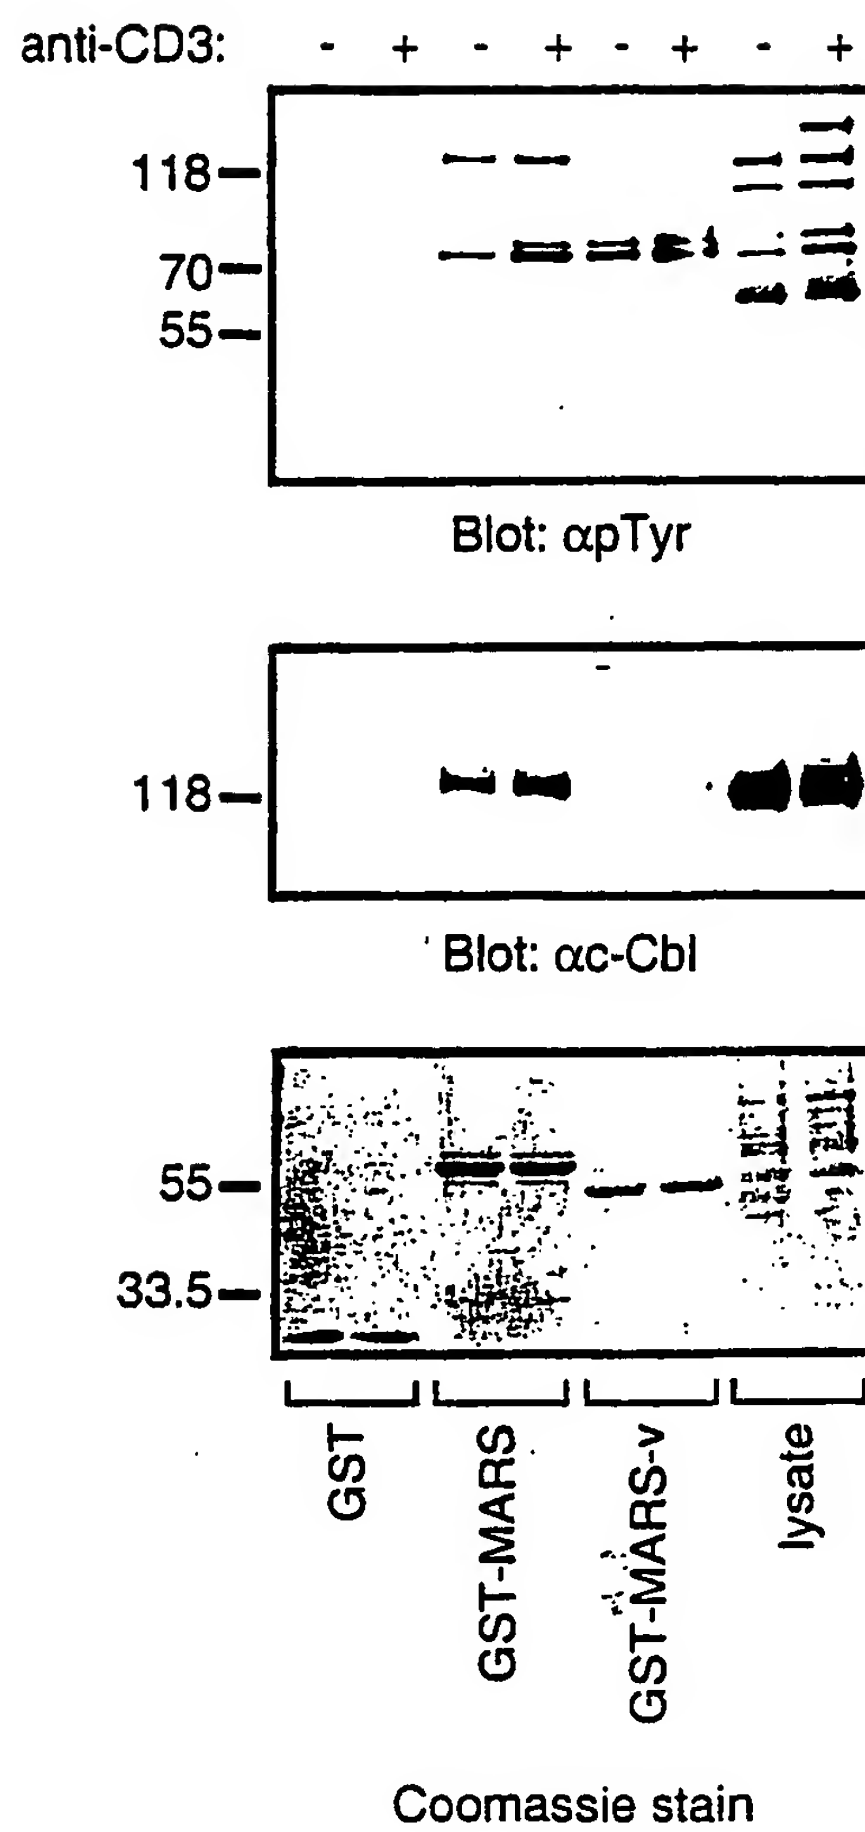 anti-CD3: - + - + - + - +
118
70
55
Blot: αpTyr
118
Blot: αc-Cbl
55
33.5
GST
GST-MARS
GST-MARS-v
lysate
Coomassie stain